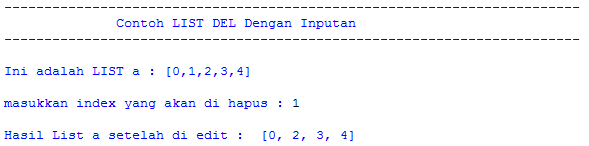 ------------------------------------------------------------------------
Contoh LIST DEL Dengan Inputan
------------------------------------------------------------------------
Ini adalah LIST a : [0,1,2,3,4]
masukkan index yang akan di hapus : 1
Hasil List a setelah di edit :  [0, 2, 3, 4]